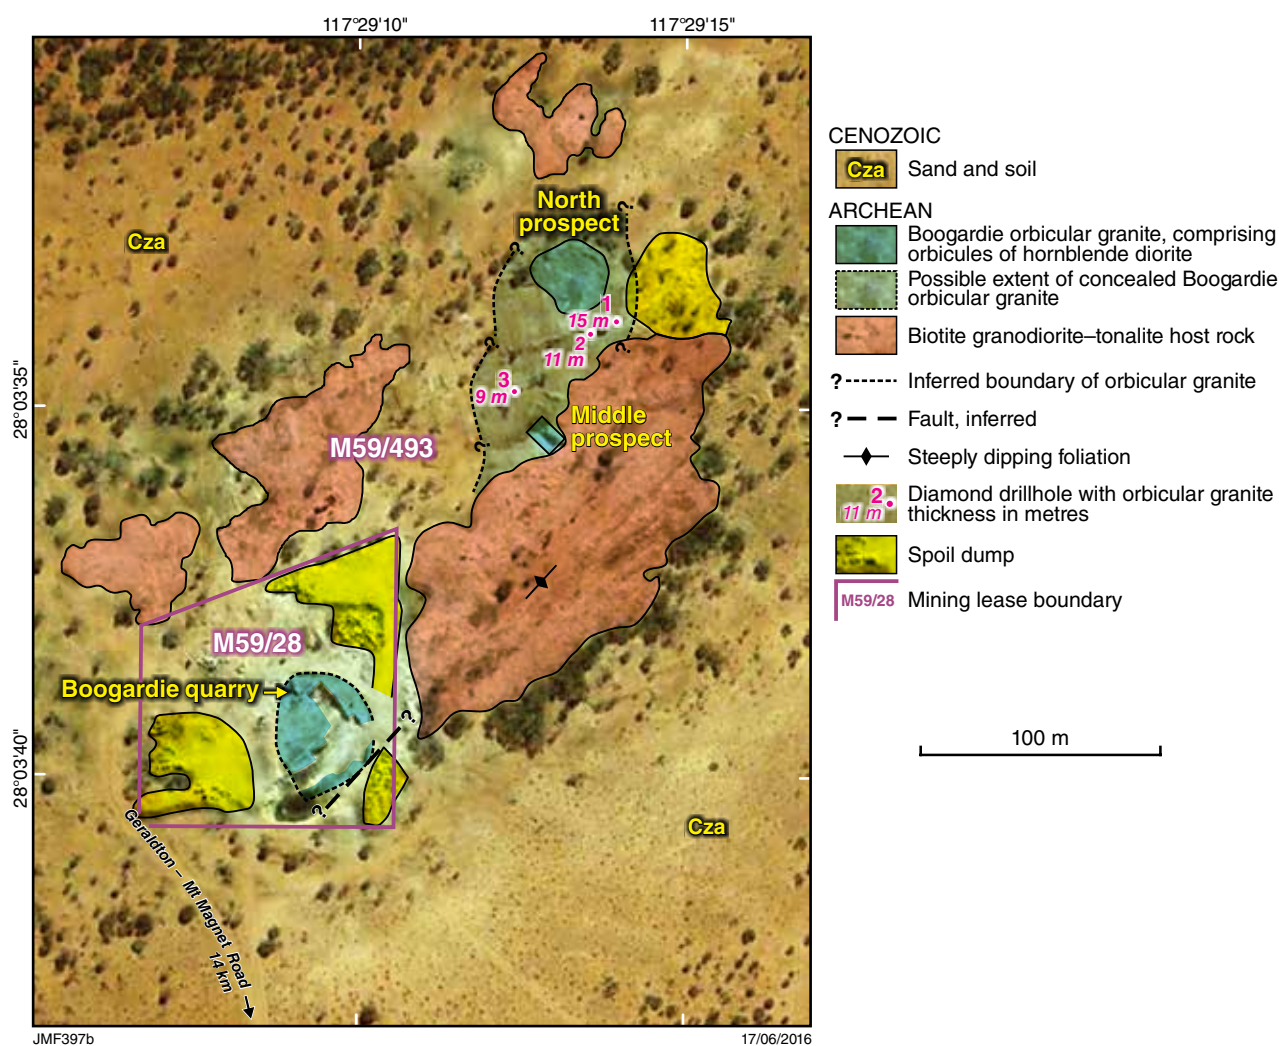 117°29'10"
117°29'15"
28°03'35"
28°03'40"
North
prospect
Cza
1
15 m
2
11 m
3
9 m
Middle
prospect
M59/493
M59/28
Boogardie quarry
?
?
?
?
?
?
?
Cza
Geraldton – Mt Magnet Road
14 km
JMF397b
17/06/2016
CENOZOIC
Cza
Sand and soil
ARCHEAN
Boogardie orbicular granite, comprising
orbicules of hornblende diorite
Possible extent of concealed Boogardie
orbicular granite
Biotite granodiorite–tonalite host rock
?
Inferred boundary of orbicular granite
?
Fault, inferred
Steeply dipping foliation
2
11 m
Diamond drillhole with orbicular granite
thickness in metres
Spoil dump
M59/28
Mining lease boundary
100 m